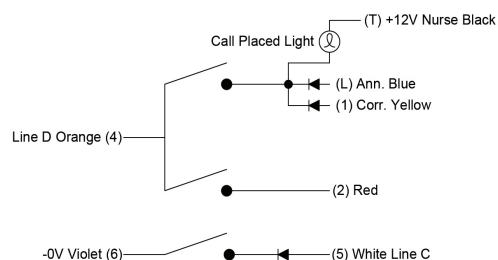 (T) +12V Nurse Black
Call Placed Light
(L) Ann. Blue
(1) Corr. Yellow
Line D Orange (4)
(2) Red
-0V Violet (6)
(5) White Line C